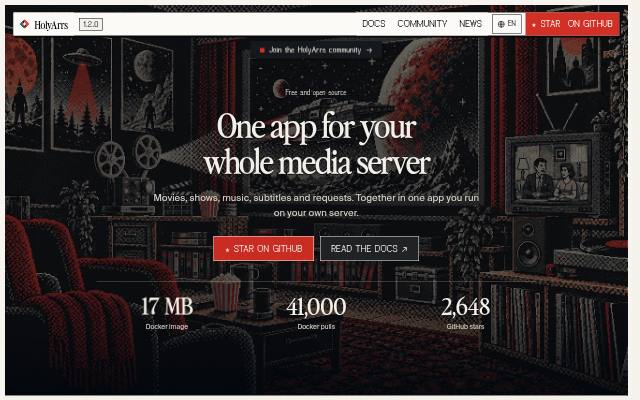 HolyArrs
1.2.0
DOCS
COMMUNITY
NEWS
EN
★ STAR ON GITHUB
Join the HolyArrs community →
Free and open source
One app for your
whole media server
Movies, shows, music, subtitles and requests. Together in one app you run
on your own server.
★ STAR ON GITHUB
READ THE DOCS ↗
17 MB
41,000
2,648
Docker image
Docker pulls
GitHub stars